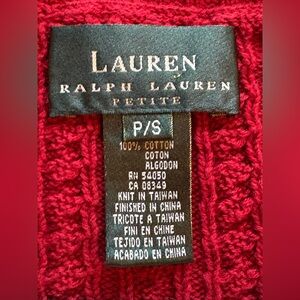 LAUREN
RALPH LAUREN
PETITE
P/S
100% COTTON
COTON
ALGODON
RN 54050
CA 08349
KNIT IN TAIWAN
FINISHED IN CHINA
TRICOTE A TAIWAN
FINI EN CHINE
TEJIDO EN TAIWAN
ACABADO EN CHINA